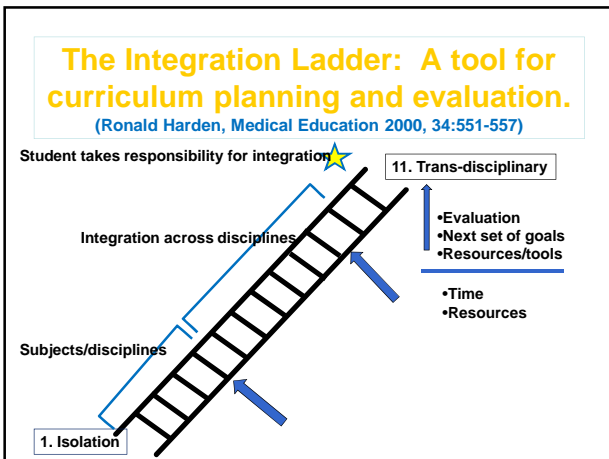 The Integration Ladder:  A tool for
curriculum planning and evaluation.
(Ronald Harden, Medical Education 2000, 34:551-557)
Student takes responsibility for integration
11. Trans-disciplinary
•Evaluation
•Next set of goals
•Resources/tools
Integration across disciplines
•Time
•Resources
Subjects/disciplines
1. Isolation